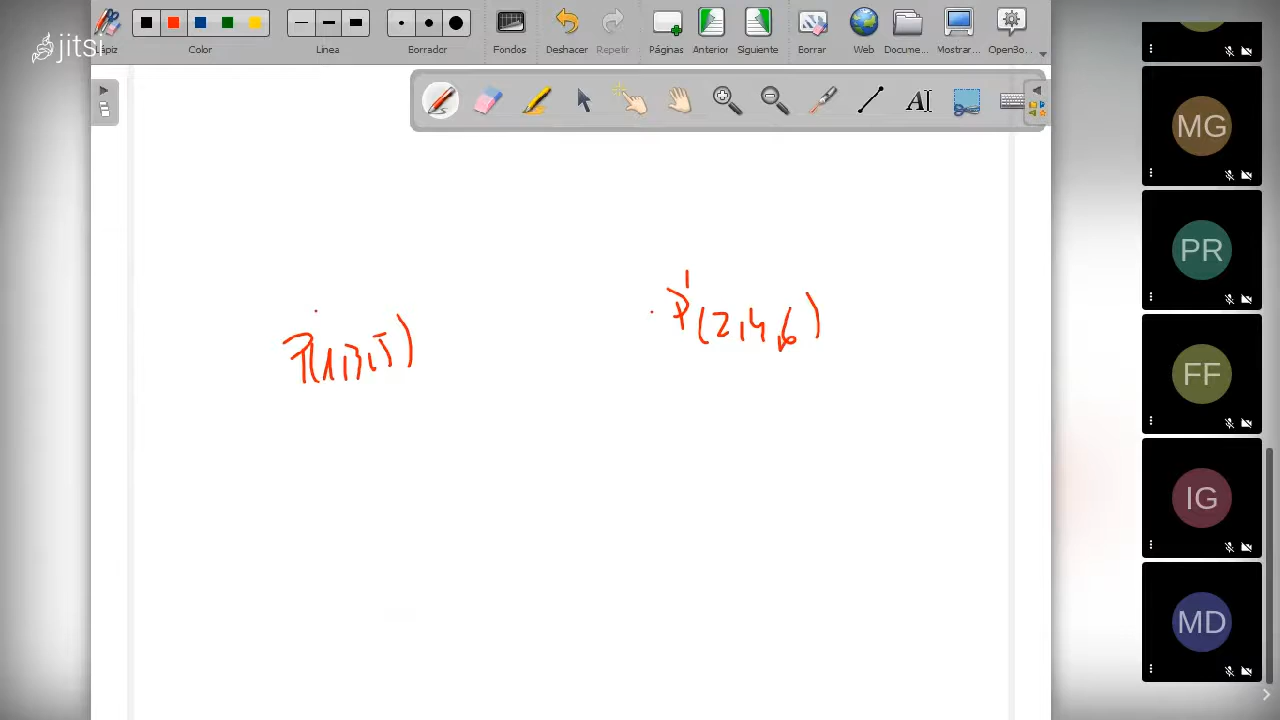 jitsi
Lápiz Color Línea Borrador Fondos Deshacer Repetir Páginas Anterior Siguiente Borrar Web Docume... Mostrar... Open3o...
P(1,3,5)
P'(2,4,6)
MG
PR
FF
IG
MD